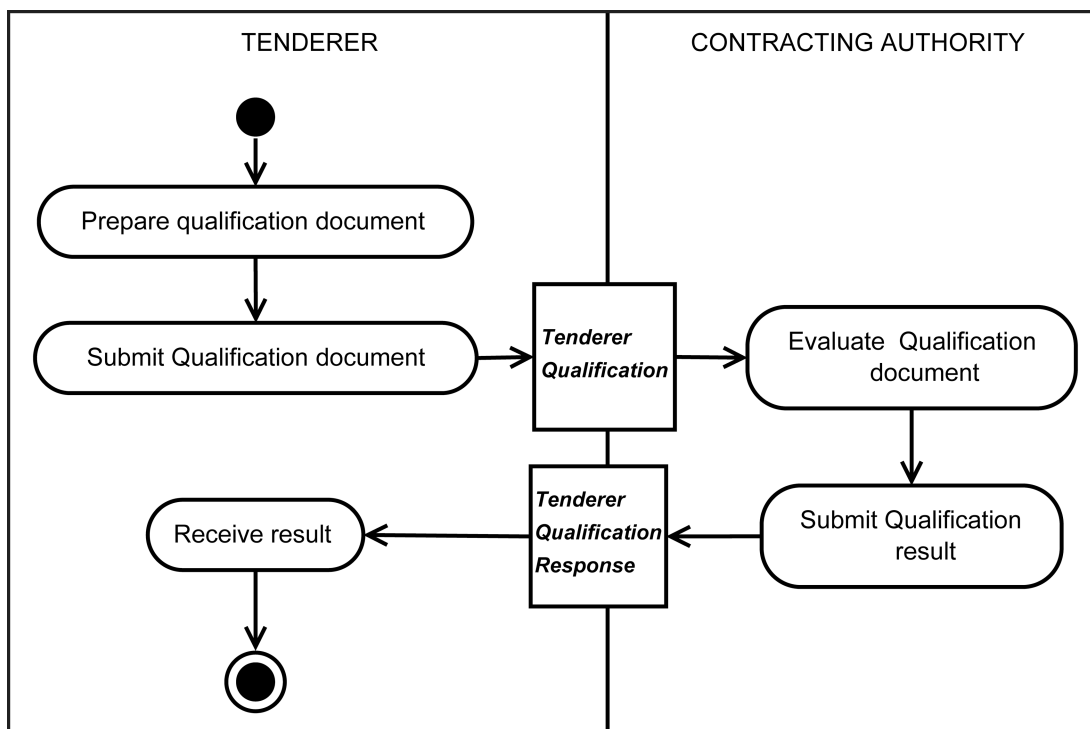 TENDERER
CONTRACTING AUTHORITY
Prepare qualification document
Submit Qualification document
Tenderer
Qualification
Evaluate Qualification
document
Submit Qualification
result
Tenderer
Qualification
Response
Receive result